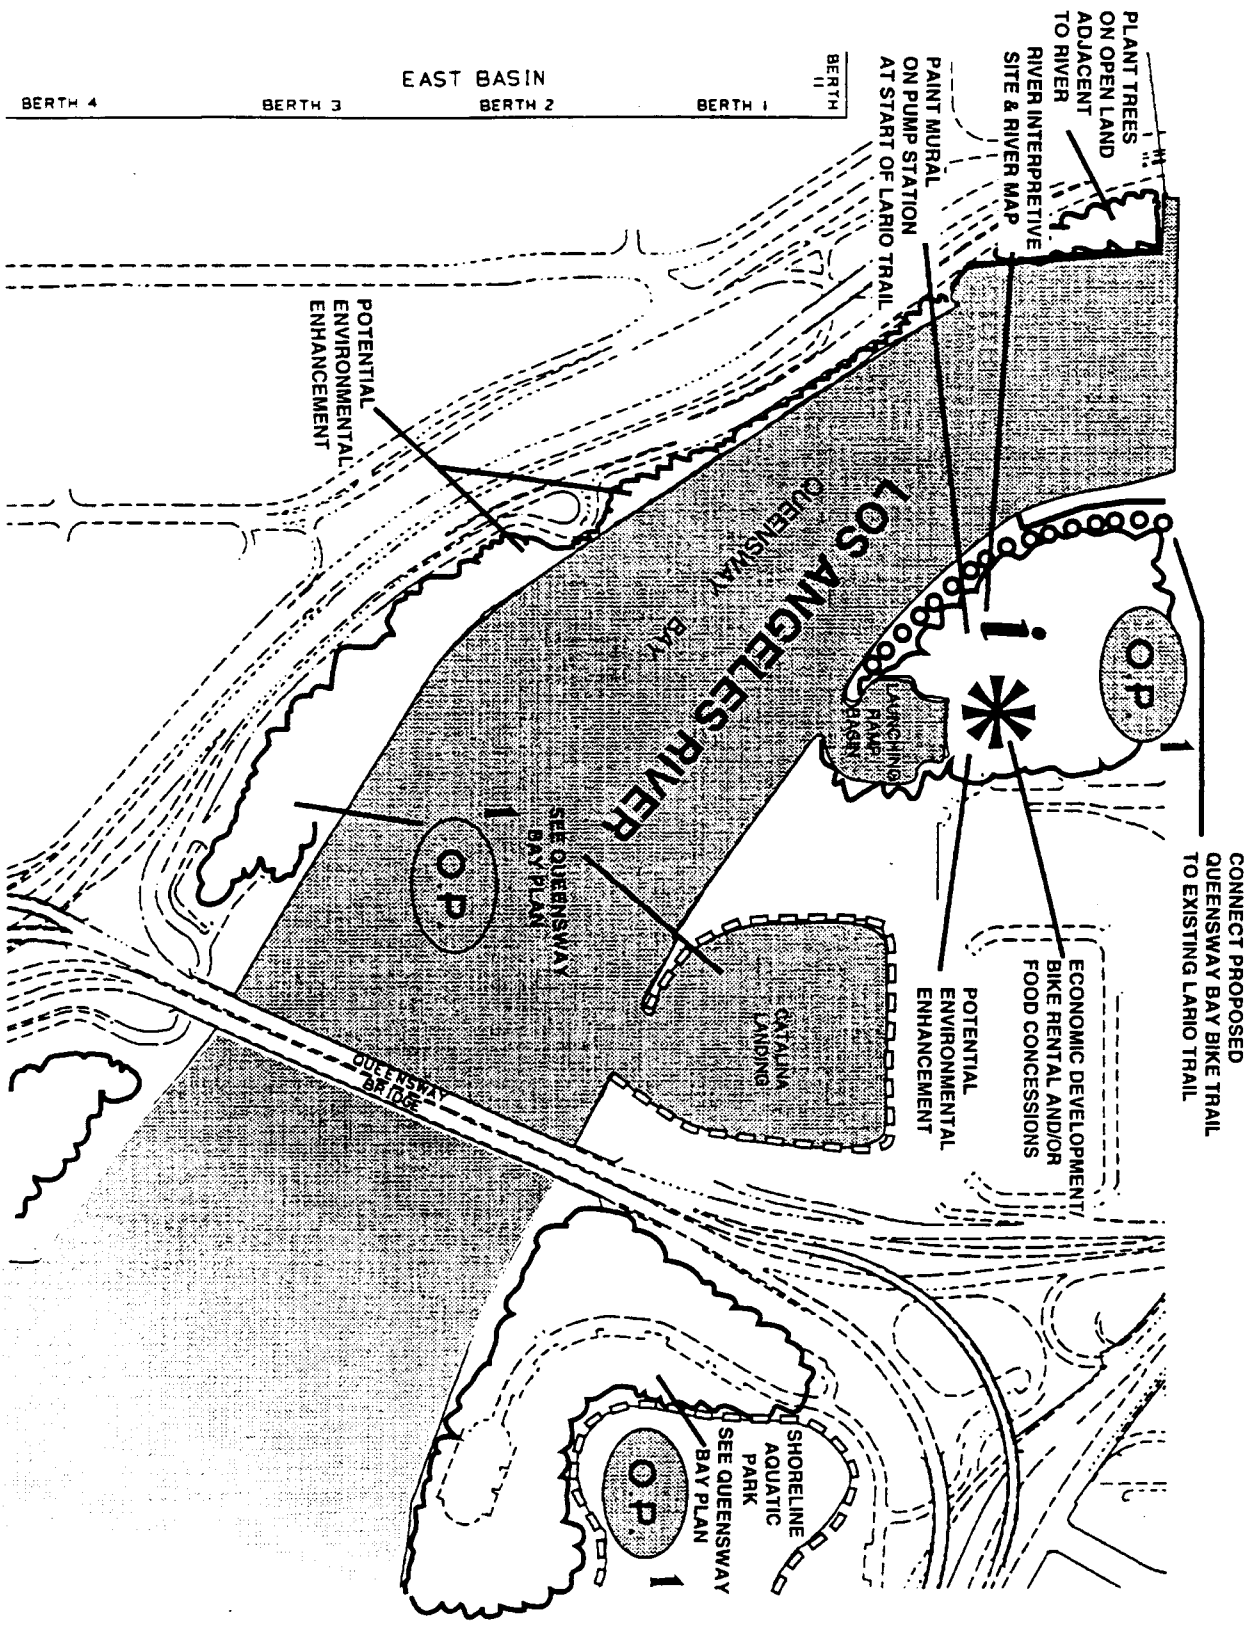 PLANT TREES
ON OPEN LAND
ADJACENT
TO RIVER
RIVER INTERPRETIVE
SITE & RIVER MAP
PAINT MURAL
ON PUMP STATION
AT START OF LARIO TRAIL
BERTH
11
EAST BASIN
BERTH 4
BERTH 3
BERTH 2
BERTH 1
POTENTIAL
ENVIRONMENTAL
ENHANCEMENT
LOS ANGELES RIVER
QUEENSWAY
BAY
i
O.P.
1
LAUNCHING
RAMP
BASIN
CONNECT PROPOSED
QUEENSWAY BAY BIKE TRAIL
TO EXISTING LARIO TRAIL
ECONOMIC DEVELOPMENT/
BIKE RENTAL AND/OR
FOOD CONCESSIONS
POTENTIAL
ENVIRONMENTAL
ENHANCEMENT
1
O.P.
SEE QUEENSWAY
BAY PLAN
CATALINA
LANDING
QUEENSWAY
BRIDGE
SHORELINE
AQUATIC
PARK
SEE QUEENSWAY
BAY PLAN
O.P.
1